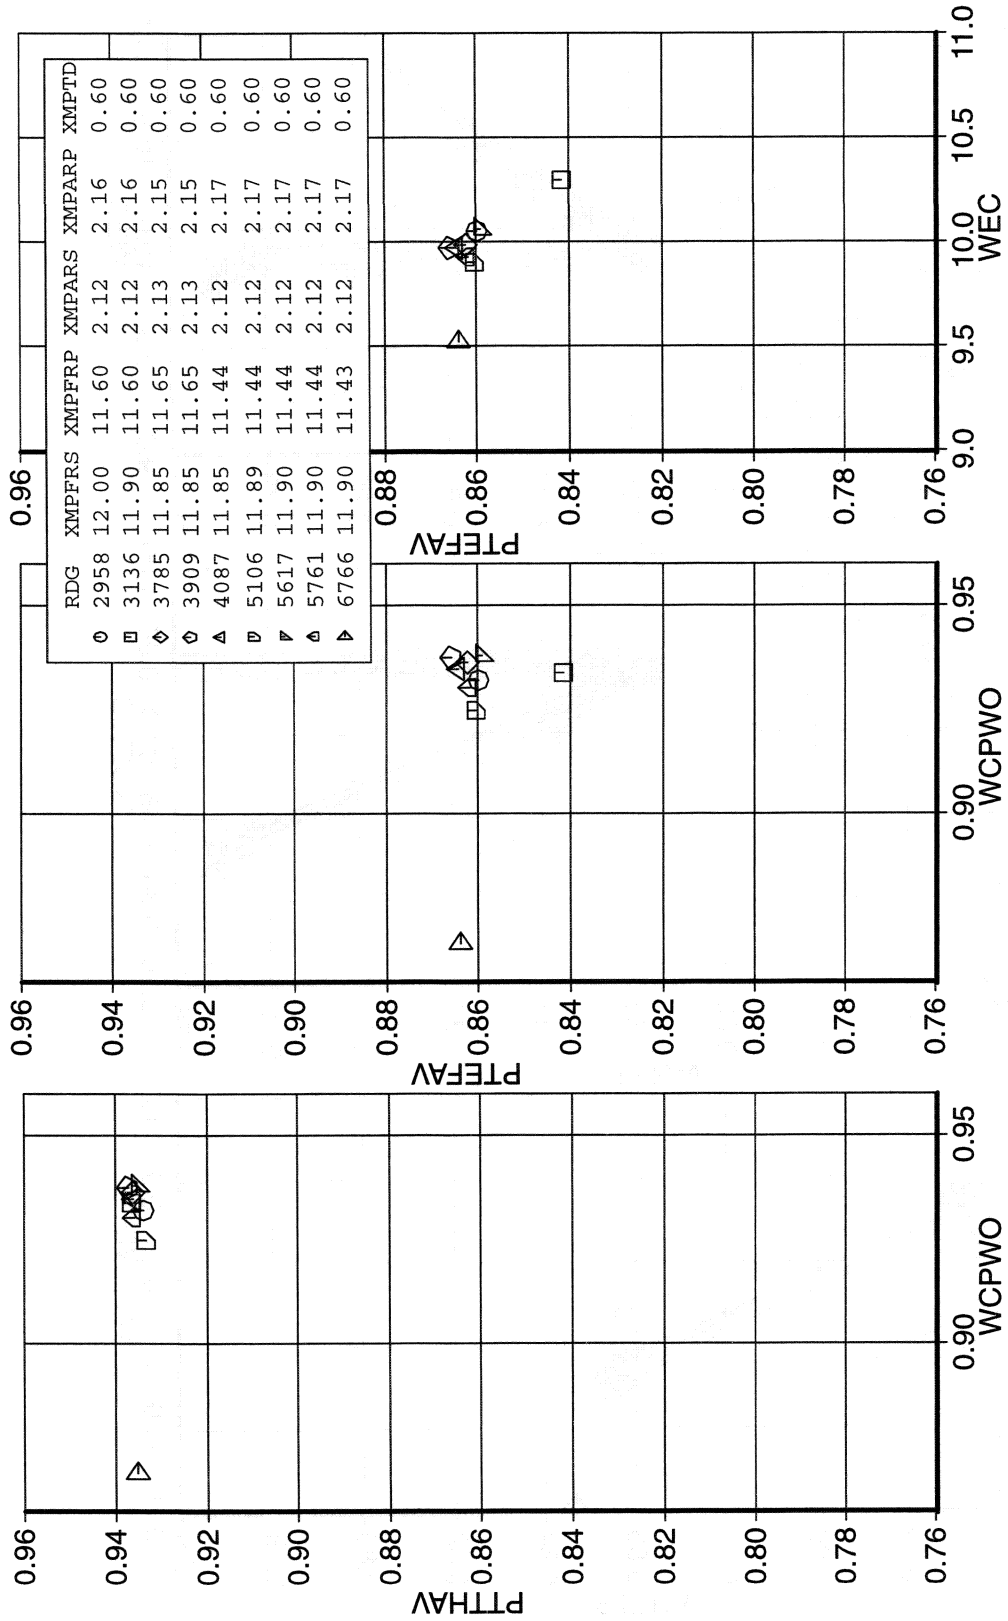 RDG XMPFRS XMPFRP XMPARS XMPARP XMPTD
2958 12.00 11.60 2.12 2.16 0.60
3136 11.90 11.60 2.12 2.16 0.60
3785 11.85 11.65 2.13 2.15 0.60
3909 11.85 11.65 2.13 2.15 0.60
4087 11.85 11.44 2.12 2.17 0.60
5106 11.89 11.44 2.12 2.17 0.60
5617 11.90 11.44 2.12 2.17 0.60
5761 11.90 11.44 2.12 2.17 0.60
6766 11.90 11.43 2.12 2.17 0.60
PTTHAV
0.96
0.94
0.92
0.90
0.88
0.86
0.84
0.82
0.80
0.78
0.76
0.90 0.95
WCPWO
PTEFAV
0.96
0.94
0.92
0.90
0.88
0.86
0.84
0.82
0.80
0.78
0.76
0.90 0.95
WCPWO
PTEFAV
0.96
0.88
0.86
0.84
0.82
0.80
0.78
0.76
9.0 9.5 10.0 10.5 11.0
WEC